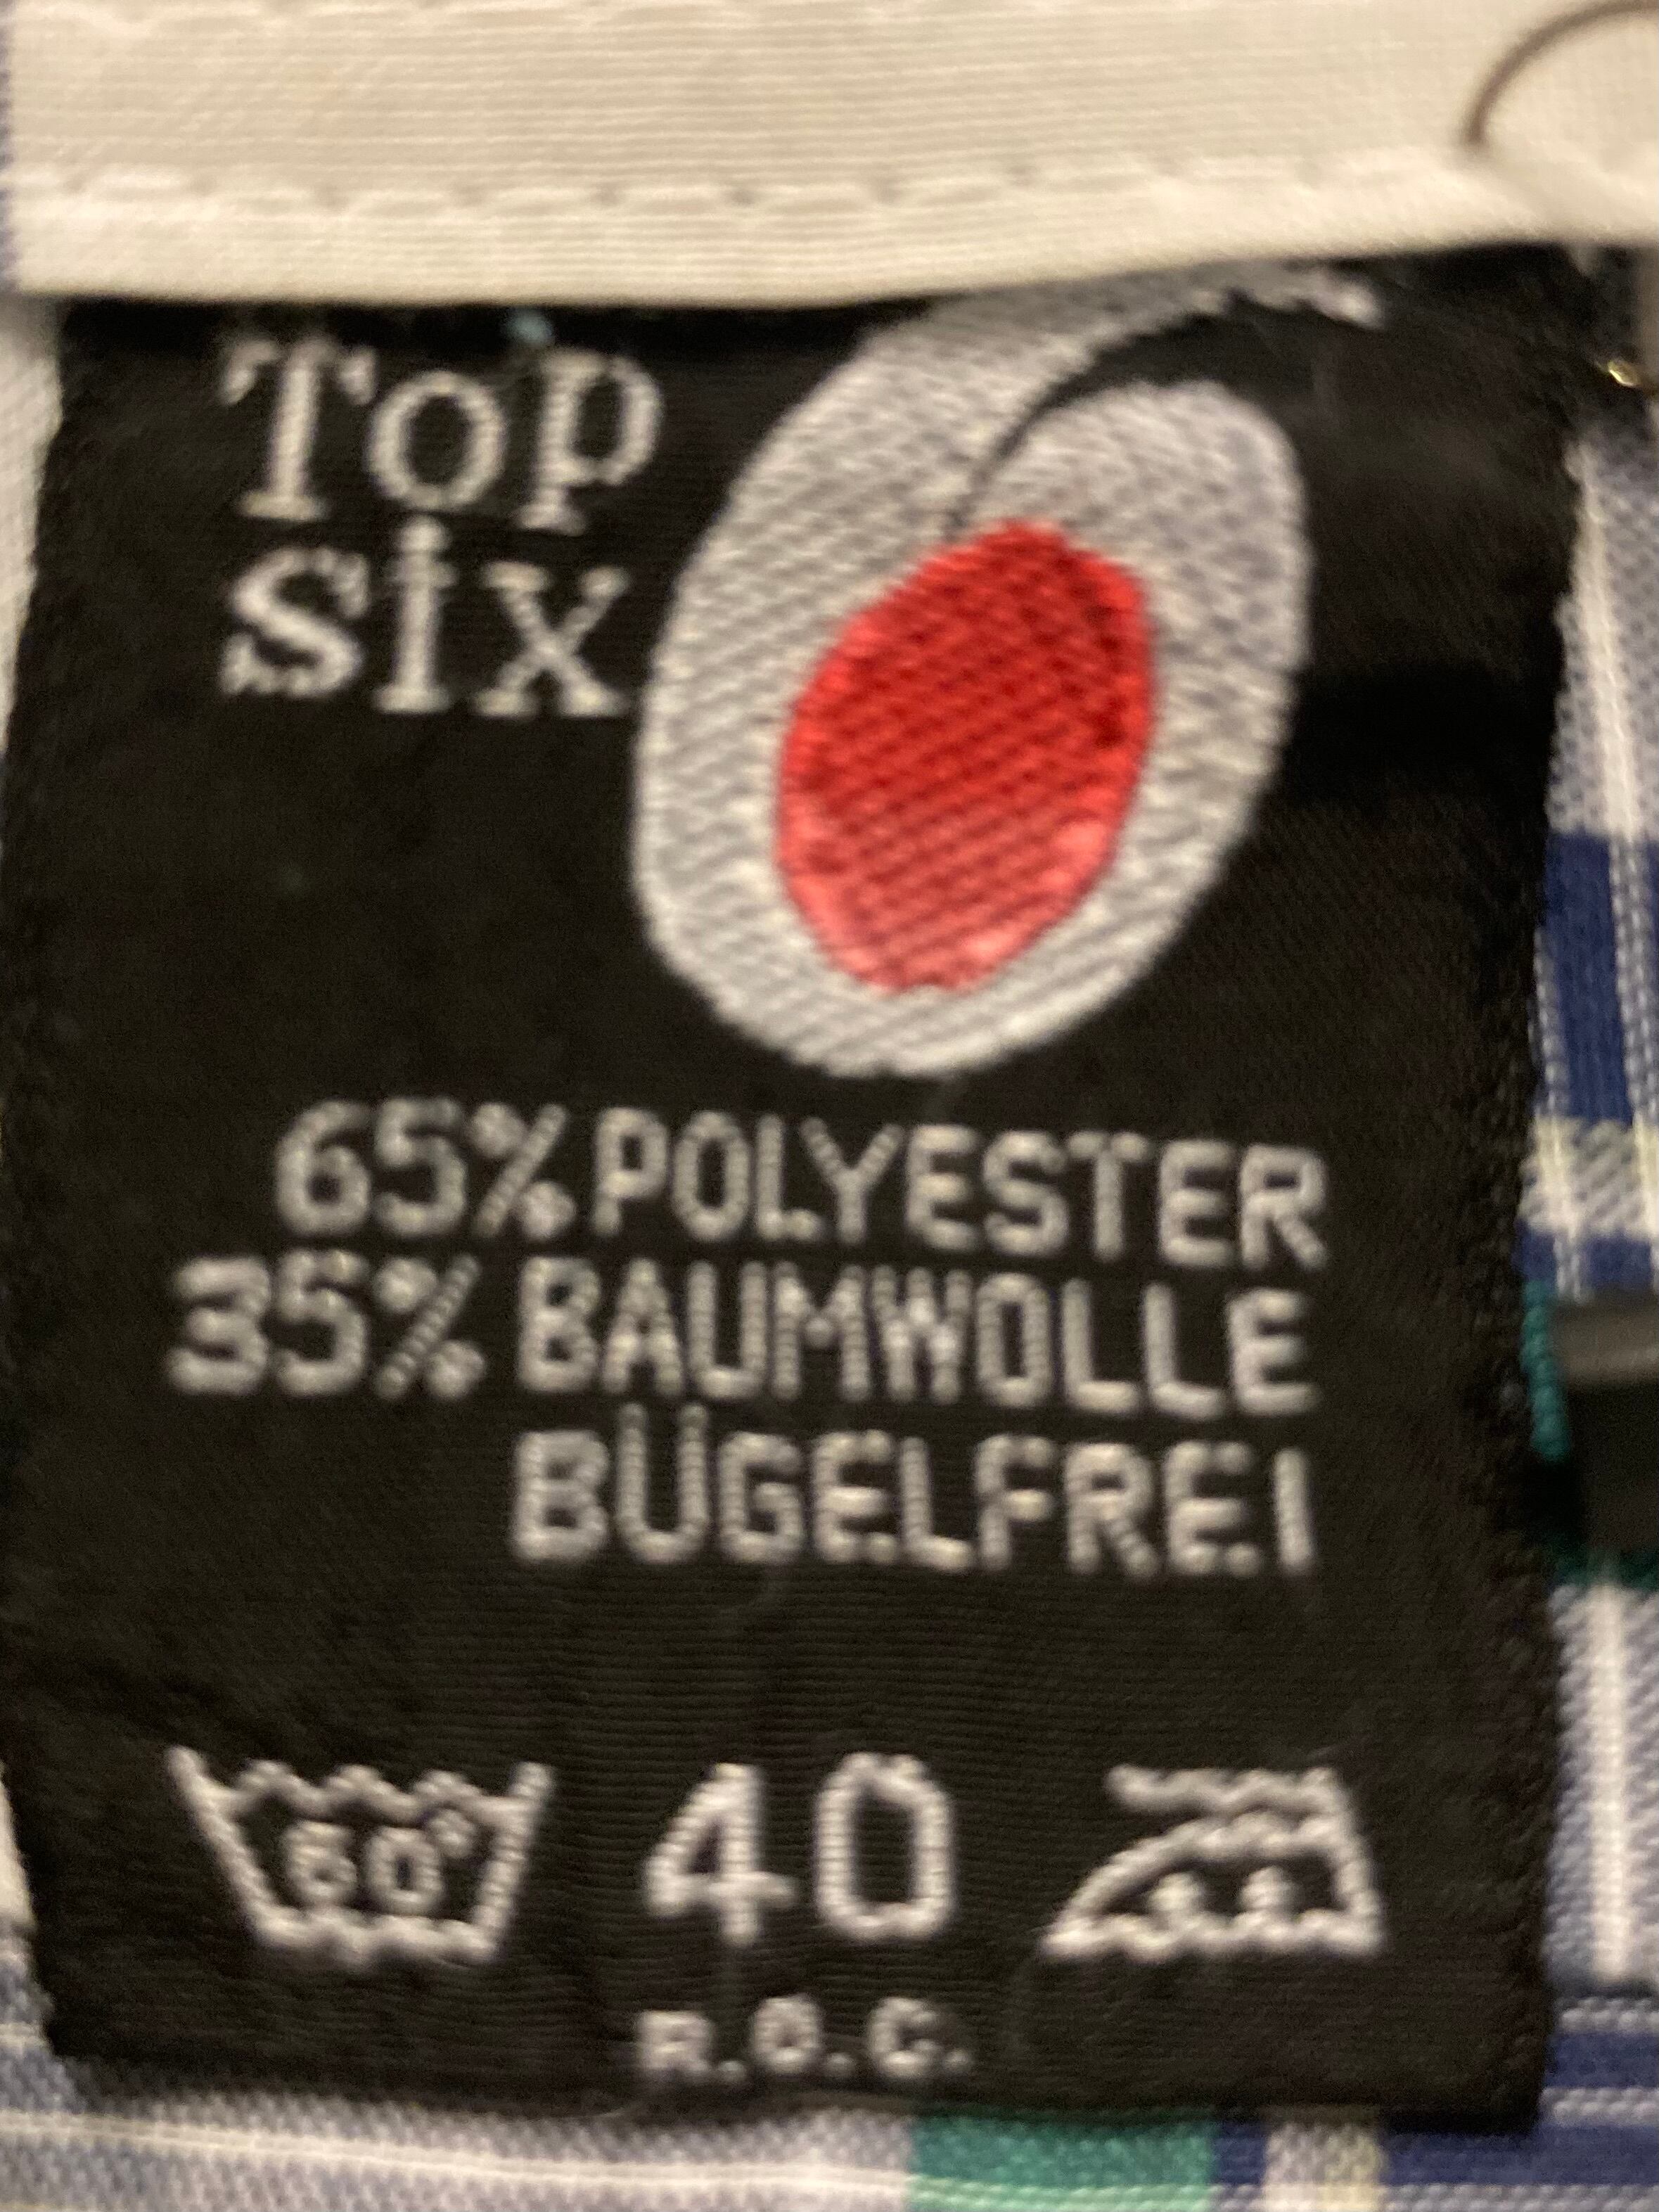 Top
six
65% POLYESTER
35% BAUMWOLLE
BÜGELFREI
60° 40
R.O.C.